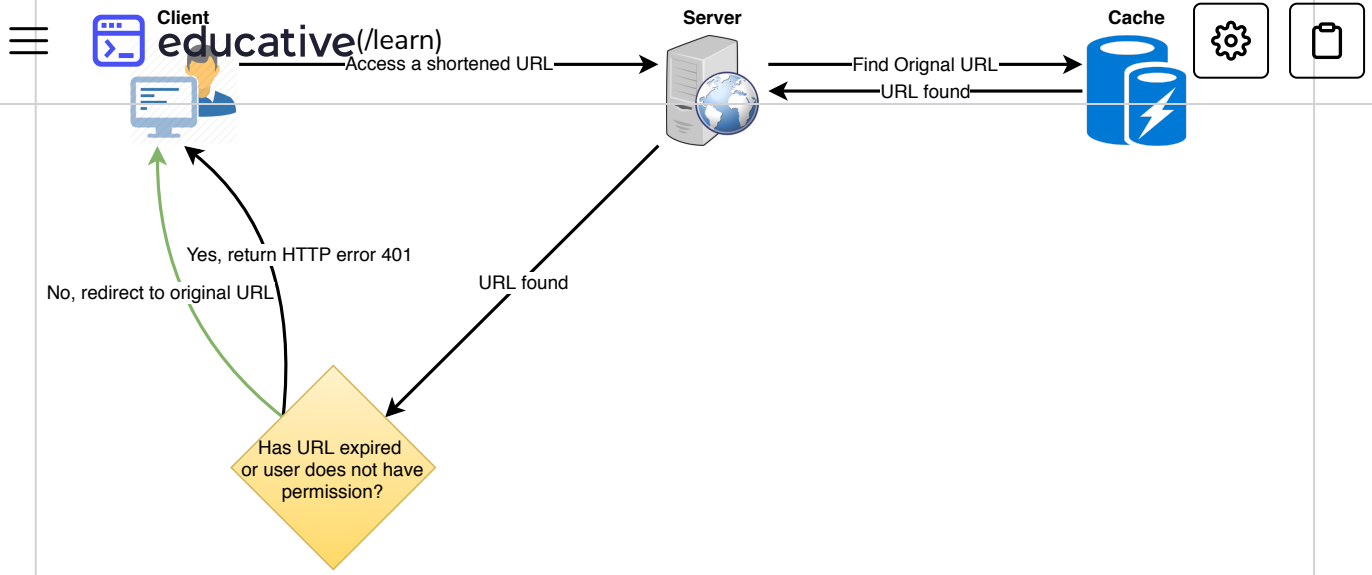 Client
Server
Cache
educative(/learn)
Access a shortened URL
Find Orignal URL
URL found
Yes, return HTTP error 401
URL found
No, redirect to original URL
Has URL expired
or user does not have
permission?